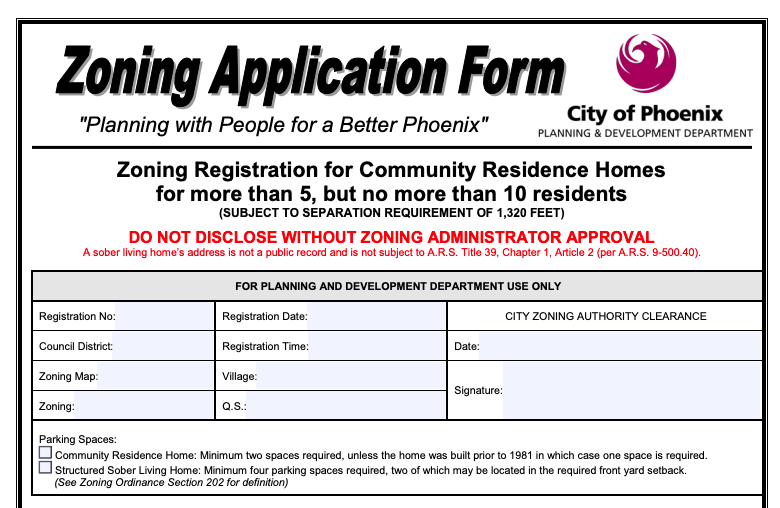 Zoning Application Form
"Planning with People for a Better Phoenix"
City of Phoenix
PLANNING & DEVELOPMENT DEPARTMENT
Zoning Registration for Community Residence Homes
for more than 5, but no more than 10 residents
(SUBJECT TO SEPARATION REQUIREMENT OF 1,320 FEET)
DO NOT DISCLOSE WITHOUT ZONING ADMINISTRATOR APPROVAL
A sober living home's address is not a public record and is not subject to A.R.S. Title 39, Chapter 1, Article 2 (per A.R.S. 9-500.40).
FOR PLANNING AND DEVELOPMENT DEPARTMENT USE ONLY
Registration No: Registration Date: CITY ZONING AUTHORITY CLEARANCE
Council District: Registration Time: Date:
Zoning Map: Village:
Signature:
Zoning: Q.S.:
Parking Spaces:
Community Residence Home: Minimum two spaces required, unless the home was built prior to 1981 in which case one space is required.
Structured Sober Living Home: Minimum four parking spaces required, two of which may be located in the required front yard setback.
(See Zoning Ordinance Section 202 for definition)